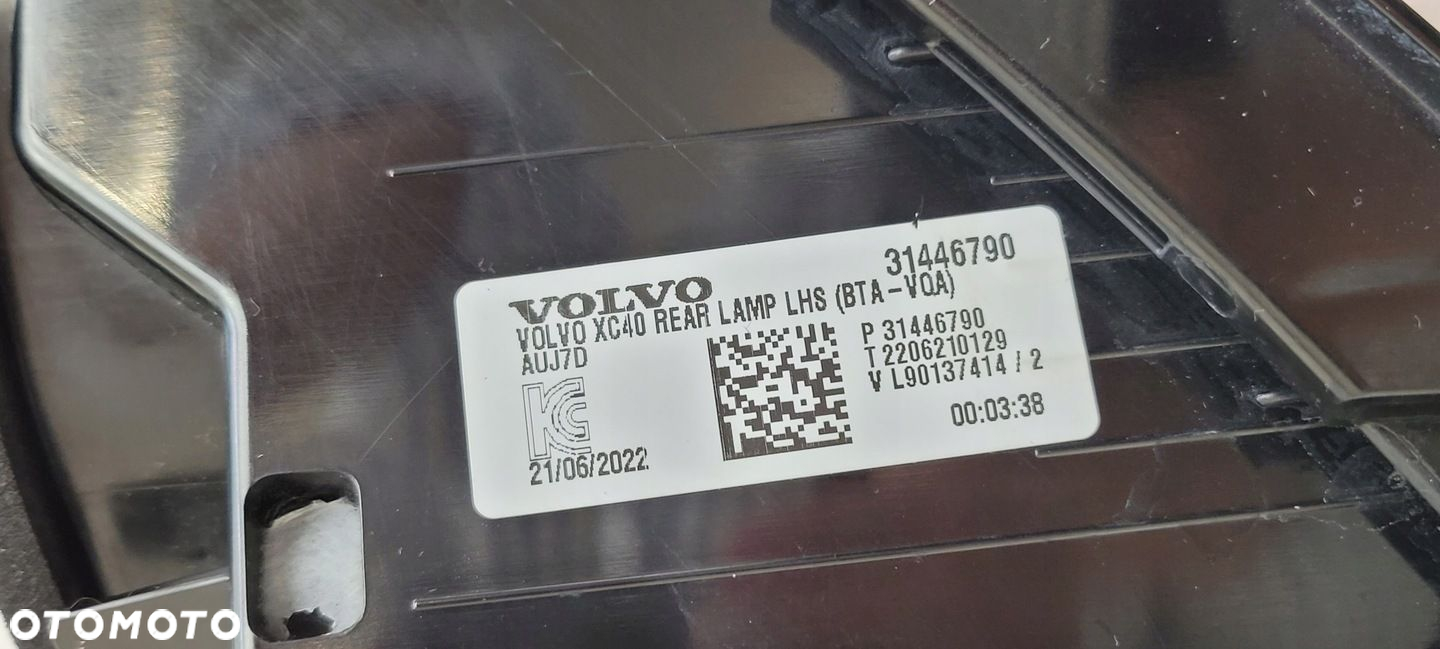 31446790
VOLVO
VOLVO XC40 REAR LAMP LHS (BTA-VQA)
AUJ7D
P 31446790
T 2206210129
V L90137414 / 2
KC
21/06/2022
00:03:38
OTOMOTO